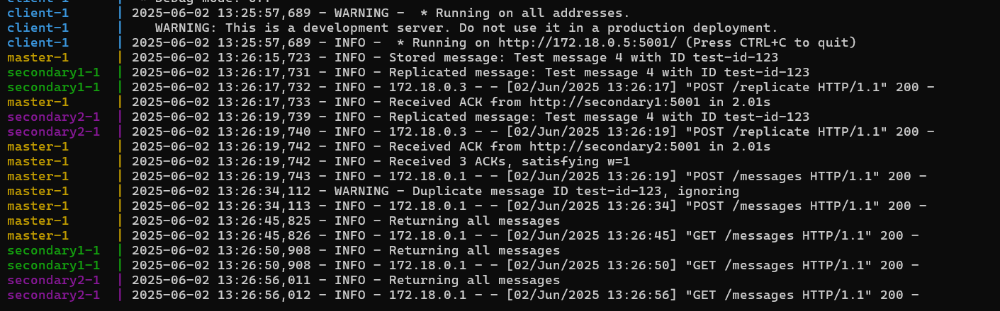 * Debug mode: off
client-1 | 2025-06-02 13:25:57,689 - WARNING -  * Running on all addresses.
client-1 |    WARNING: This is a development server. Do not use it in a production deployment.
client-1 | 2025-06-02 13:25:57,689 - INFO -  * Running on http://172.18.0.5:5001/ (Press CTRL+C to quit)
master-1 | 2025-06-02 13:26:15,723 - INFO - Stored message: Test message 4 with ID test-id-123
secondary1-1 | 2025-06-02 13:26:17,731 - INFO - Replicated message: Test message 4 with ID test-id-123
secondary1-1 | 2025-06-02 13:26:17,732 - INFO - 172.18.0.3 - - [02/Jun/2025 13:26:17] "POST /replicate HTTP/1.1" 200 -
master-1 | 2025-06-02 13:26:17,733 - INFO - Received ACK from http://secondary1:5001 in 2.01s
secondary2-1 | 2025-06-02 13:26:19,739 - INFO - Replicated message: Test message 4 with ID test-id-123
secondary2-1 | 2025-06-02 13:26:19,740 - INFO - 172.18.0.3 - - [02/Jun/2025 13:26:19] "POST /replicate HTTP/1.1" 200 -
master-1 | 2025-06-02 13:26:19,742 - INFO - Received ACK from http://secondary2:5001 in 2.01s
master-1 | 2025-06-02 13:26:19,742 - INFO - Received 3 ACKs, satisfying w=1
master-1 | 2025-06-02 13:26:19,743 - INFO - 172.18.0.1 - - [02/Jun/2025 13:26:19] "POST /messages HTTP/1.1" 200 -
master-1 | 2025-06-02 13:26:34,112 - WARNING - Duplicate message ID test-id-123, ignoring
master-1 | 2025-06-02 13:26:34,113 - INFO - 172.18.0.1 - - [02/Jun/2025 13:26:34] "POST /messages HTTP/1.1" 200 -
master-1 | 2025-06-02 13:26:45,825 - INFO - Returning all messages
master-1 | 2025-06-02 13:26:45,826 - INFO - 172.18.0.1 - - [02/Jun/2025 13:26:45] "GET /messages HTTP/1.1" 200 -
secondary1-1 | 2025-06-02 13:26:50,908 - INFO - Returning all messages
secondary1-1 | 2025-06-02 13:26:50,908 - INFO - 172.18.0.1 - - [02/Jun/2025 13:26:50] "GET /messages HTTP/1.1" 200 -
secondary2-1 | 2025-06-02 13:26:56,011 - INFO - Returning all messages
secondary2-1 | 2025-06-02 13:26:56,012 - INFO - 172.18.0.1 - - [02/Jun/2025 13:26:56] "GET /messages HTTP/1.1" 200 -